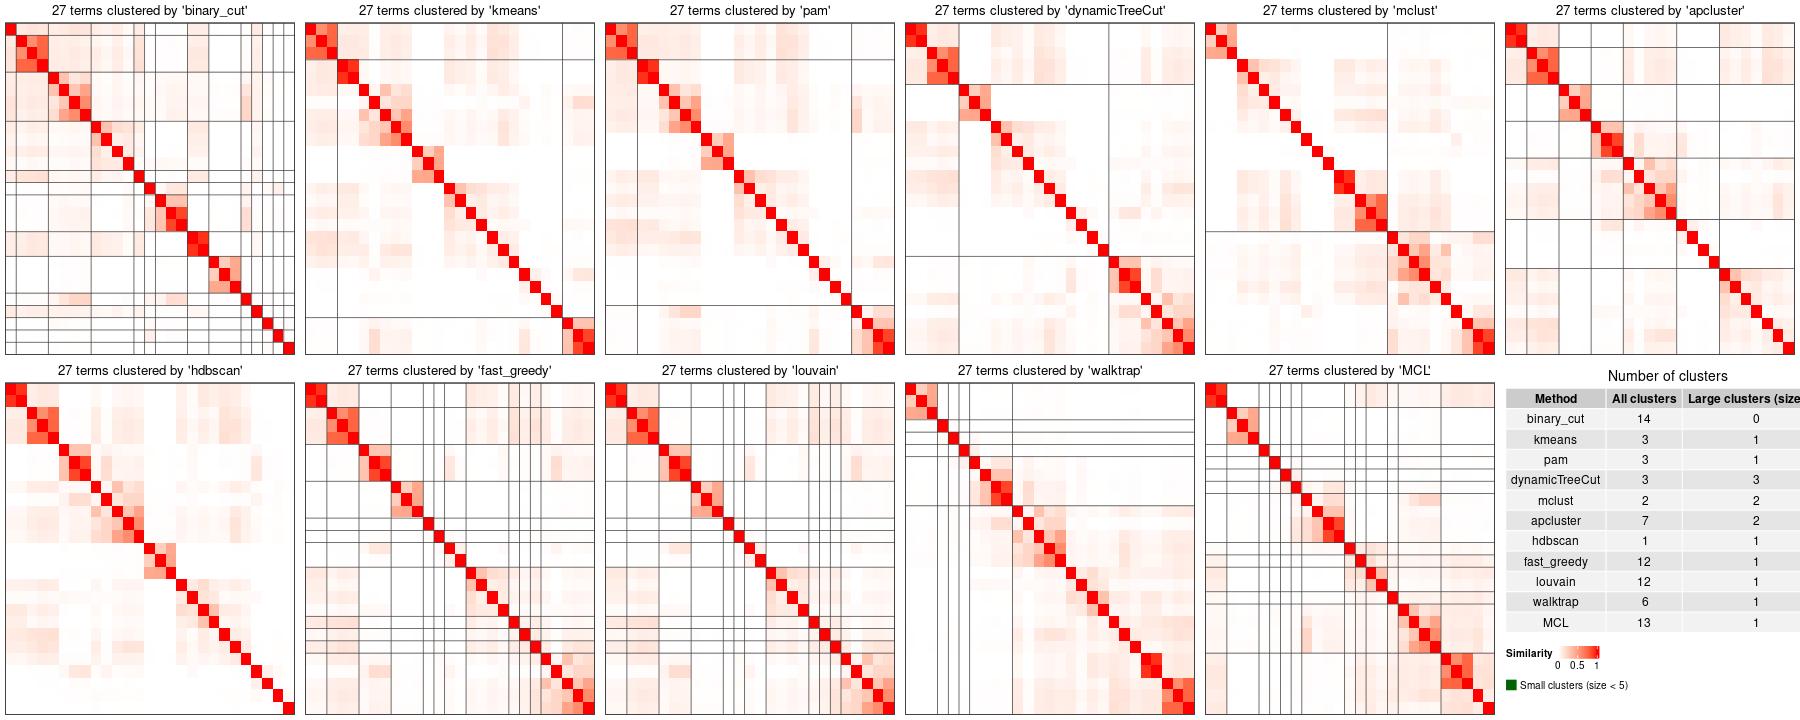 27 terms clustered by 'binary_cut'
27 terms clustered by 'kmeans'
27 terms clustered by 'pam'
27 terms clustered by 'dynamicTreeCut'
27 terms clustered by 'mclust'
27 terms clustered by 'apcluster'
27 terms clustered by 'hdbscan'
27 terms clustered by 'fast_greedy'
27 terms clustered by 'louvain'
27 terms clustered by 'walktrap'
27 terms clustered by 'MCL'
Number of clusters
Method All clusters Large clusters (size
binary_cut 14 0
kmeans 3 1
pam 3 1
dynamicTreeCut 3 3
mclust 2 2
apcluster 7 2
hdbscan 1 1
fast_greedy 12 1
louvain 12 1
walktrap 6 1
MCL 13 1
Similarity
0 0.5 1
Small clusters (size < 5)